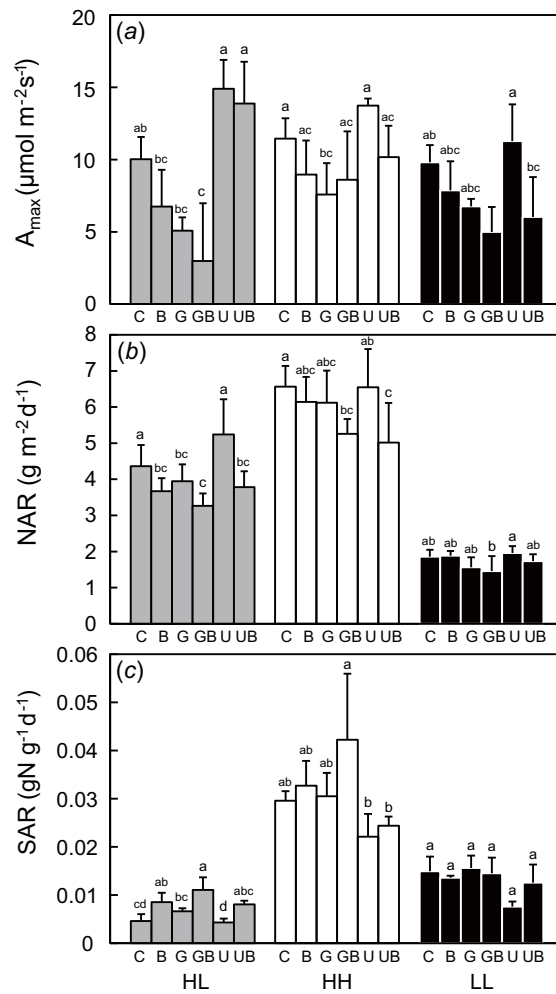 (a)
20
15
10
5
0
A_max (μmol m⁻²s⁻¹)
ab bc bc c a a a ac bc ac a ac ab abc abc c a bc
C B G GB U UB C B G GB U UB C B G GB U UB
(b)
8
7
6
5
4
3
2
1
0
NAR (g m⁻²d⁻¹)
a bc bc c a bc a abc abc bc ab c ab ab ab b a ab
C B G GB U UB C B G GB U UB C B G GB U UB
(c)
0.06
0.05
0.04
0.03
0.02
0.01
0
SAR (gN g⁻¹d⁻¹)
cd ab bc a d abc ab ab ab a b b a a a a a a
C B G GB U UB C B G GB U UB C B G GB U UB
HL HH LL